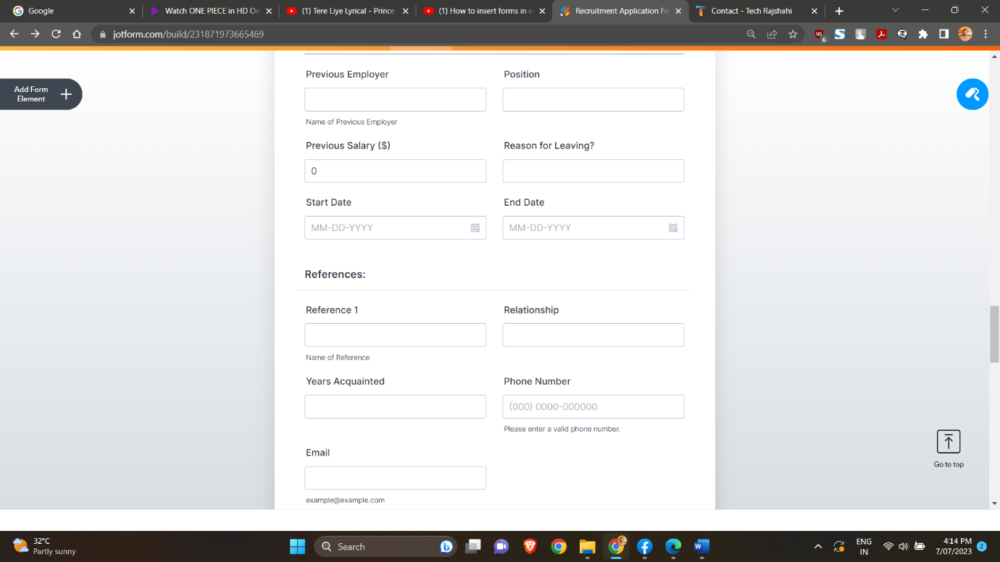 Google
Watch ONE PIECE in HD On
(1) Tere Liye Lyrical - Prince
(1) How to insert forms in o
Recruitment Application Fo
Contact - Tech Rajshahi
jotform.com/build/231871973665469
6
Add Form
Element
Previous Employer
Position
Name of Previous Employer
Previous Salary ($)
Reason for Leaving?
0
Start Date
End Date
MM-DD-YYYY
MM-DD-YYYY
References:
Reference 1
Relationship
Name of Reference
Years Acquainted
Phone Number
(000) 0000-000000
Please enter a valid phone number.
Email
example@example.com
Go to top
32°C
Partly sunny
Search
ENG
IN
4:14 PM
7/07/2023
2